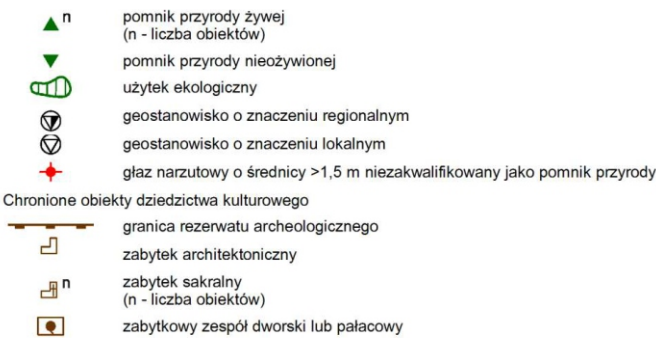 n pomnik przyrody żywej
(n - liczba obiektów)
pomnik przyrody nieożywionej
użytek ekologiczny
geostanowisko o znaczeniu regionalnym
geostanowisko o znaczeniu lokalnym
głaz narzutowy o średnicy >1,5 m niezakwalifikowany jako pomnik przyrody
Chronione obiekty dziedzictwa kulturowego
granica rezerwatu archeologicznego
zabytek architektoniczny
n zabytek sakralny
(n - liczba obiektów)
zabytkowy zespół dworski lub pałacowy